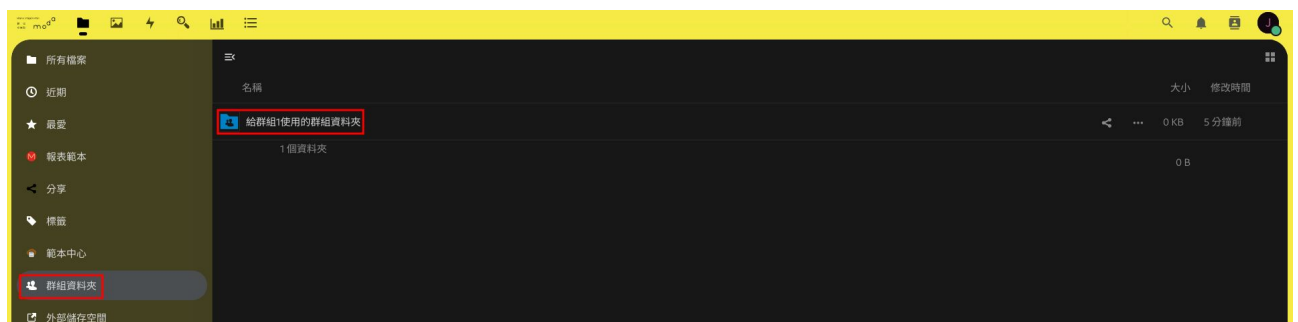 moda
J
所有檔案
近期
最愛
報表範本
分享
標籤
範本中心
群組資料夾
外部儲存空間
名稱 大小 修改時間
給群組1使用的群組資料夾 0 KB 5 分鐘前
1 個資料夾 0 B